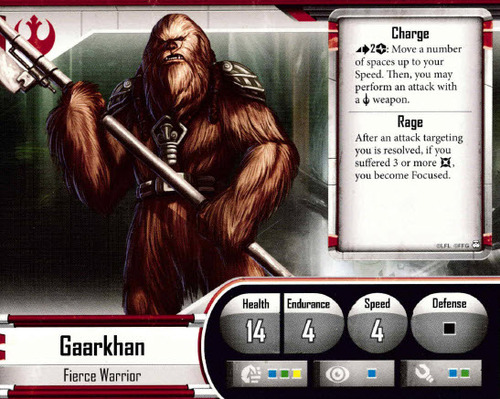 Charge
2: Move a number
of spaces up to your
Speed. Then, you may
perform an attack with
a weapon.
Rage
After an attack targeting
you is resolved, if you
suffered 3 or more ,
you become Focused.
©LFL ©FFG
Health
Endurance
Speed
Defense
14
4
4
Gaarkhan
Fierce Warrior